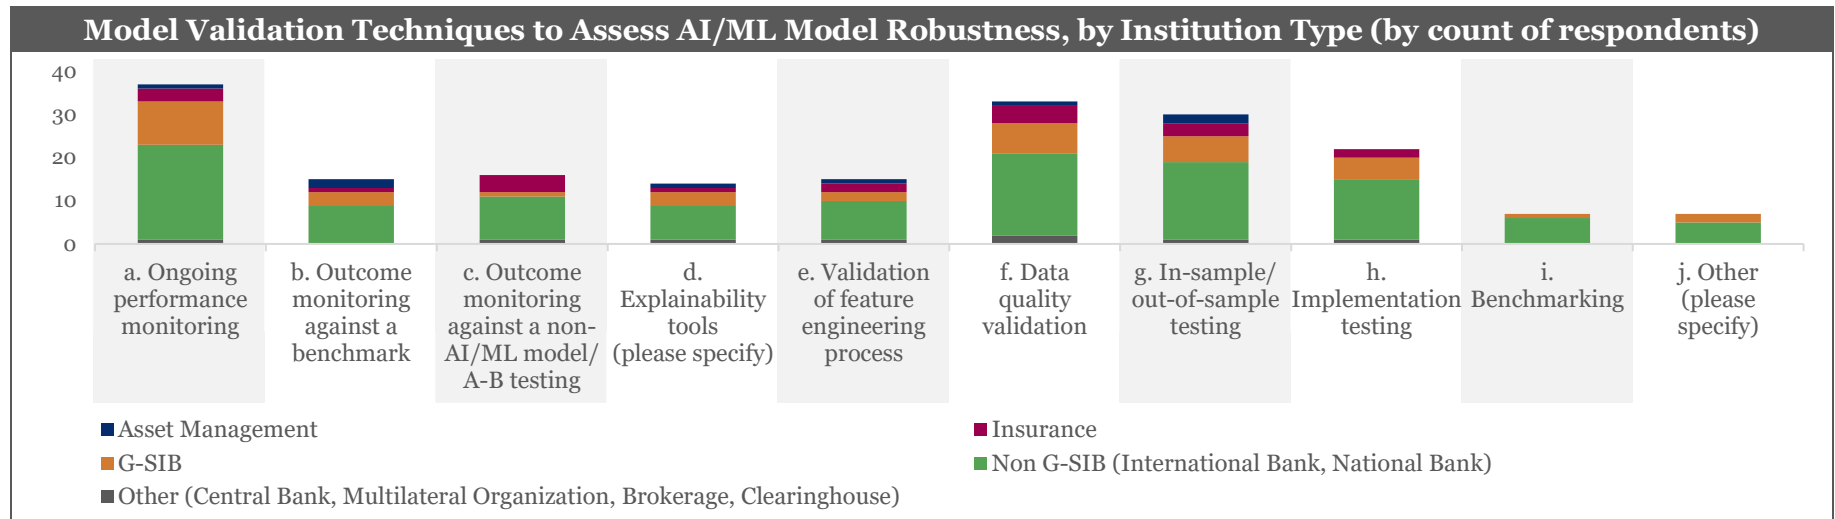 Model Validation Techniques to Assess AI/ML Model Robustness, by Institution Type (by count of respondents)
40
30
20
10
0
a. Ongoing
performance
monitoring
b. Outcome
monitoring
against a
benchmark
c. Outcome
monitoring
against a non-
AI/ML model/
A-B testing
d.
Explainability
tools
(please specify)
e. Validation
of feature
engineering
process
f. Data
quality
validation
g. In-sample/
out-of-sample
testing
h.
Implementation
testing
i.
Benchmarking
j. Other
(please
specify)
Asset Management
Insurance
G-SIB
Non G-SIB (International Bank, National Bank)
Other (Central Bank, Multilateral Organization, Brokerage, Clearinghouse)